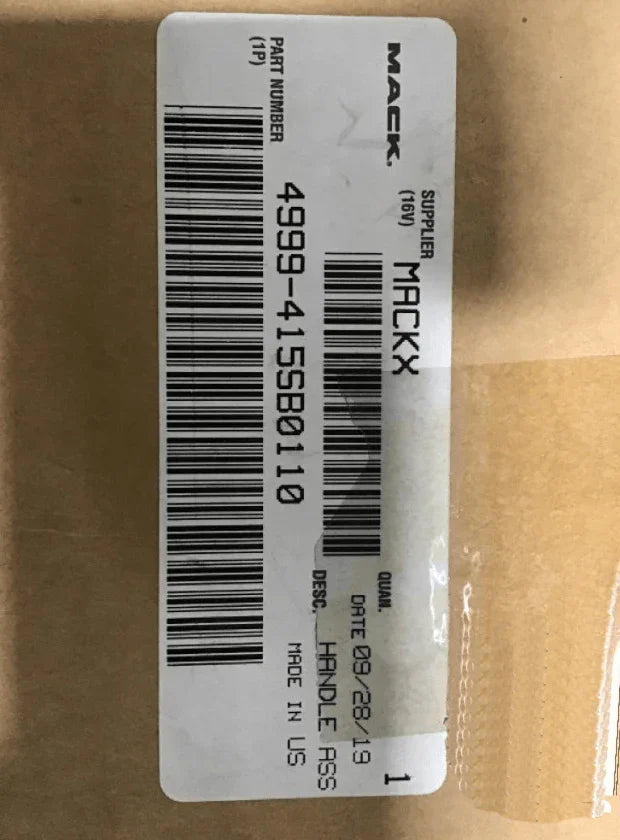 MACK®
SUPPLIER
(16V) MACKX
QUAN. 1
DATE 09/28/19
DESC. HANDLE ASS
MADE IN US
PART NUMBER
(1P)
4999-415SB0110